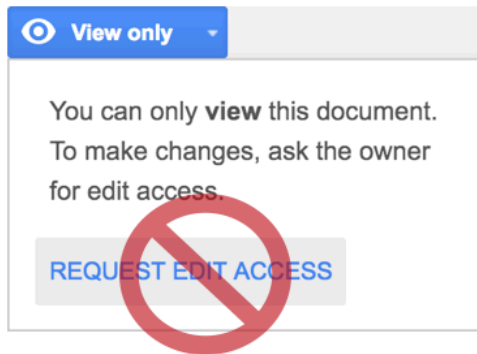 View only
You can only view this document.
To make changes, ask the owner
for edit access.
REQUEST EDIT ACCESS